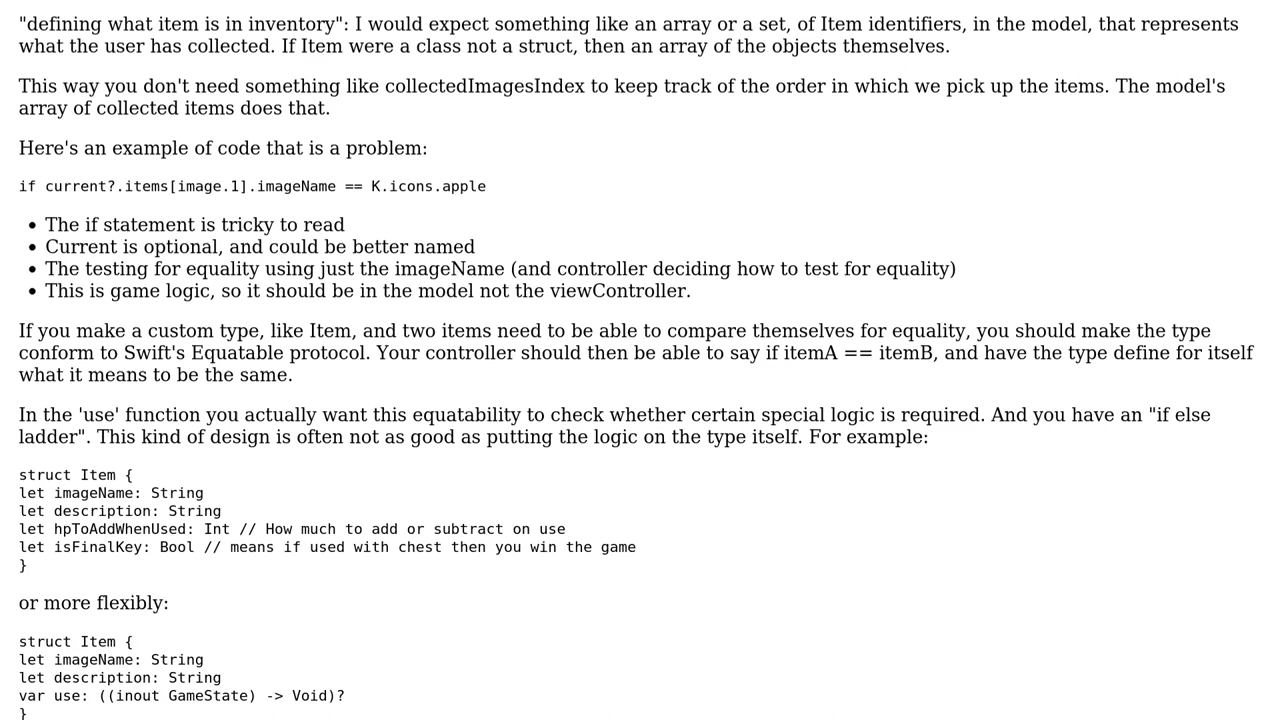 "defining what item is in inventory": I would expect something like an array or a set, of Item identifiers, in the model, that represents
what the user has collected. If Item were a class not a struct, then an array of the objects themselves.
This way you don't need something like collectedImagesIndex to keep track of the order in which we pick up the items. The model's
array of collected items does that.
Here's an example of code that is a problem:
if current?.items[image.1].imageName == K.icons.apple
• The if statement is tricky to read
• Current is optional, and could be better named
• The testing for equality using just the imageName (and controller deciding how to test for equality)
• This is game logic, so it should be in the model not the viewController.
If you make a custom type, like Item, and two items need to be able to compare themselves for equality, you should make the type
conform to Swift's Equatable protocol. Your controller should then be able to say if itemA == itemB, and have the type define for itself
what it means to be the same.
In the 'use' function you actually want this equatability to check whether certain special logic is required. And you have an "if else
ladder". This kind of design is often not as good as putting the logic on the type itself. For example:
struct Item {
let imageName: String
let description: String
let hpToAddWhenUsed: Int // How much to add or subtract on use
let isFinalKey: Bool // means if used with chest then you win the game
}
or more flexibly:
struct Item {
let imageName: String
let description: String
var use: ((inout GameState) -> Void)?
}